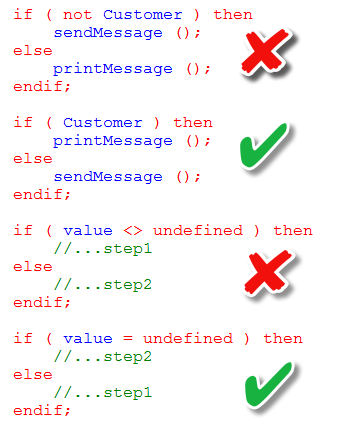 if ( not Customer ) then
    sendMessage ();
else
    printMessage ();
endif;
if ( Customer ) then
    printMessage ();
else
    sendMessage ();
endif;
if ( value <> undefined ) then
    //...step1
else
    //...step2
endif;
if ( value = undefined ) then
    //...step2
else
    //...step1
endif;